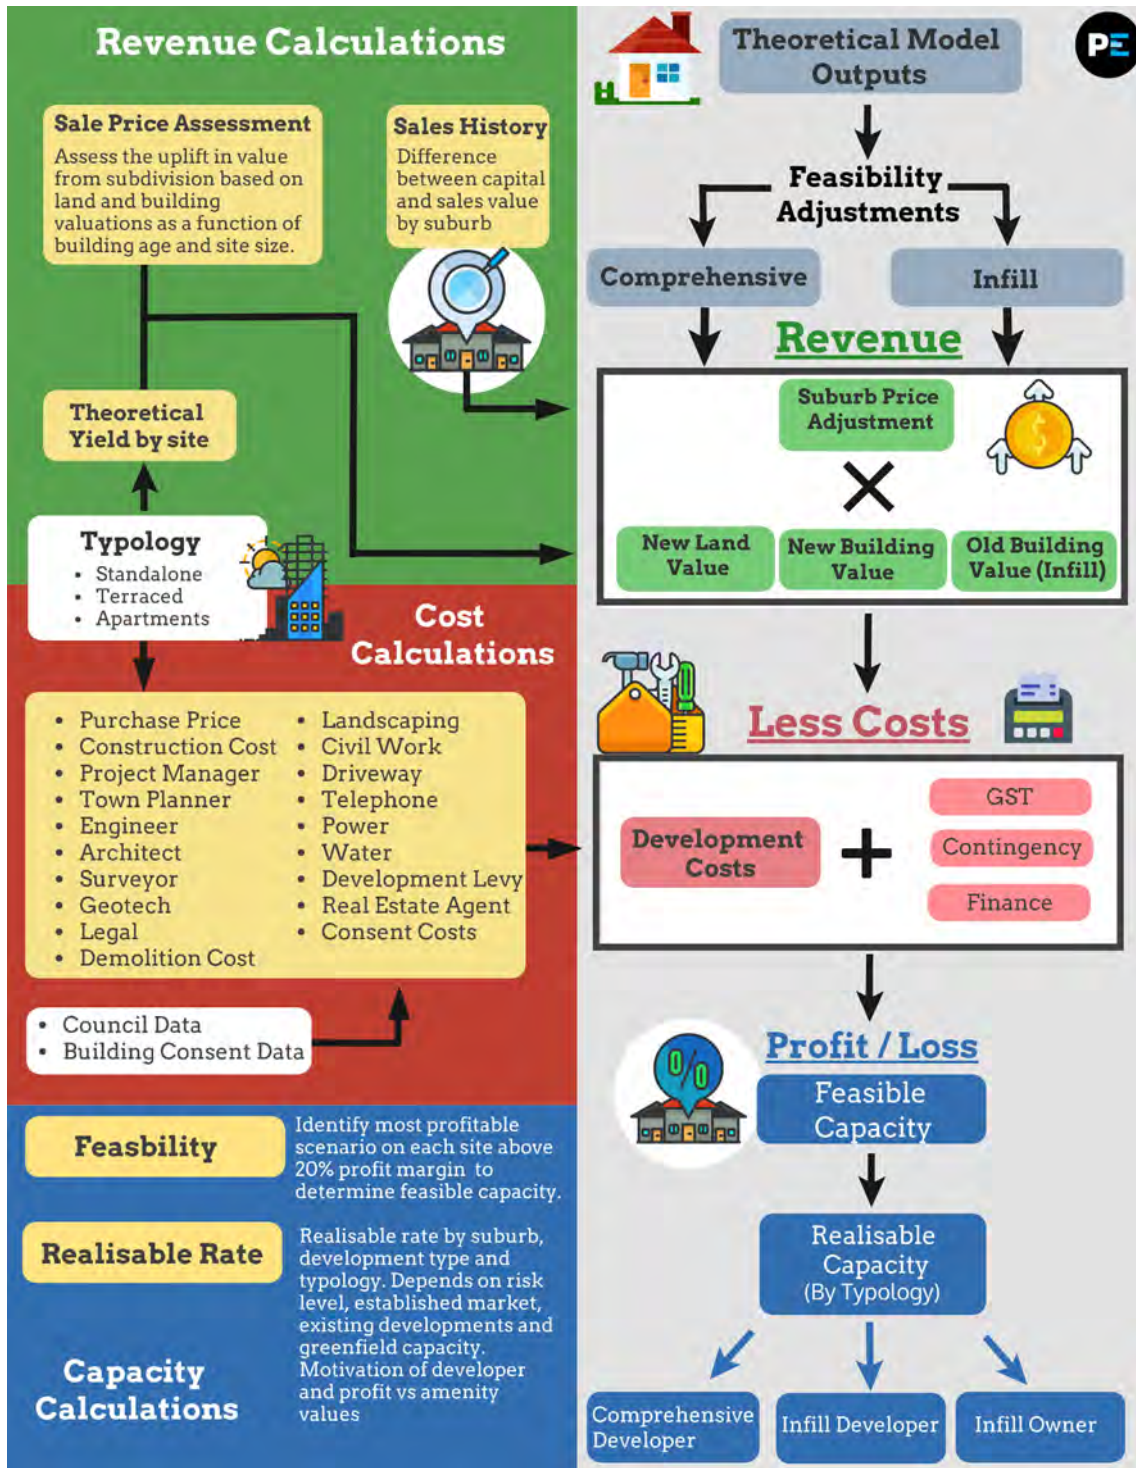 Revenue Calculations
Sale Price Assessment
Assess the uplift in value
from subdivision based on
land and building
valuations as a function of
building age and site size.
Sales History
Difference
between capital
and sales value
by suburb
Theoretical
Yield by site
Typology
• Standalone
• Terraced
• Apartments
Cost
Calculations
• Purchase Price
• Construction Cost
• Project Manager
• Town Planner
• Engineer
• Architect
• Surveyor
• Geotech
• Legal
• Demolition Cost
• Landscaping
• Civil Work
• Driveway
• Telephone
• Power
• Water
• Development Levy
• Real Estate Agent
• Consent Costs
• Council Data
• Building Consent Data
Feasbility
Identify most profitable
scenario on each site above
20% profit margin to
determine feasible capacity.
Realisable Rate
Realisable rate by suburb,
development type and
typology. Depends on risk
level, established market,
existing developments and
greenfield capacity.
Motivation of developer
and profit vs amenity
values
Capacity
Calculations
Theoretical Model
Outputs
PE
Feasibility
Adjustments
Comprehensive
Infill
Revenue
Suburb Price
Adjustment
$
New Land
Value
New Building
Value
Old Building
Value (Infill)
Less Costs
Development
Costs
GST
Contingency
Finance
Profit / Loss
0/0
Feasible
Capacity
Realisable
Capacity
(By Typology)
Comprehensive
Developer
Infill Developer
Infill Owner